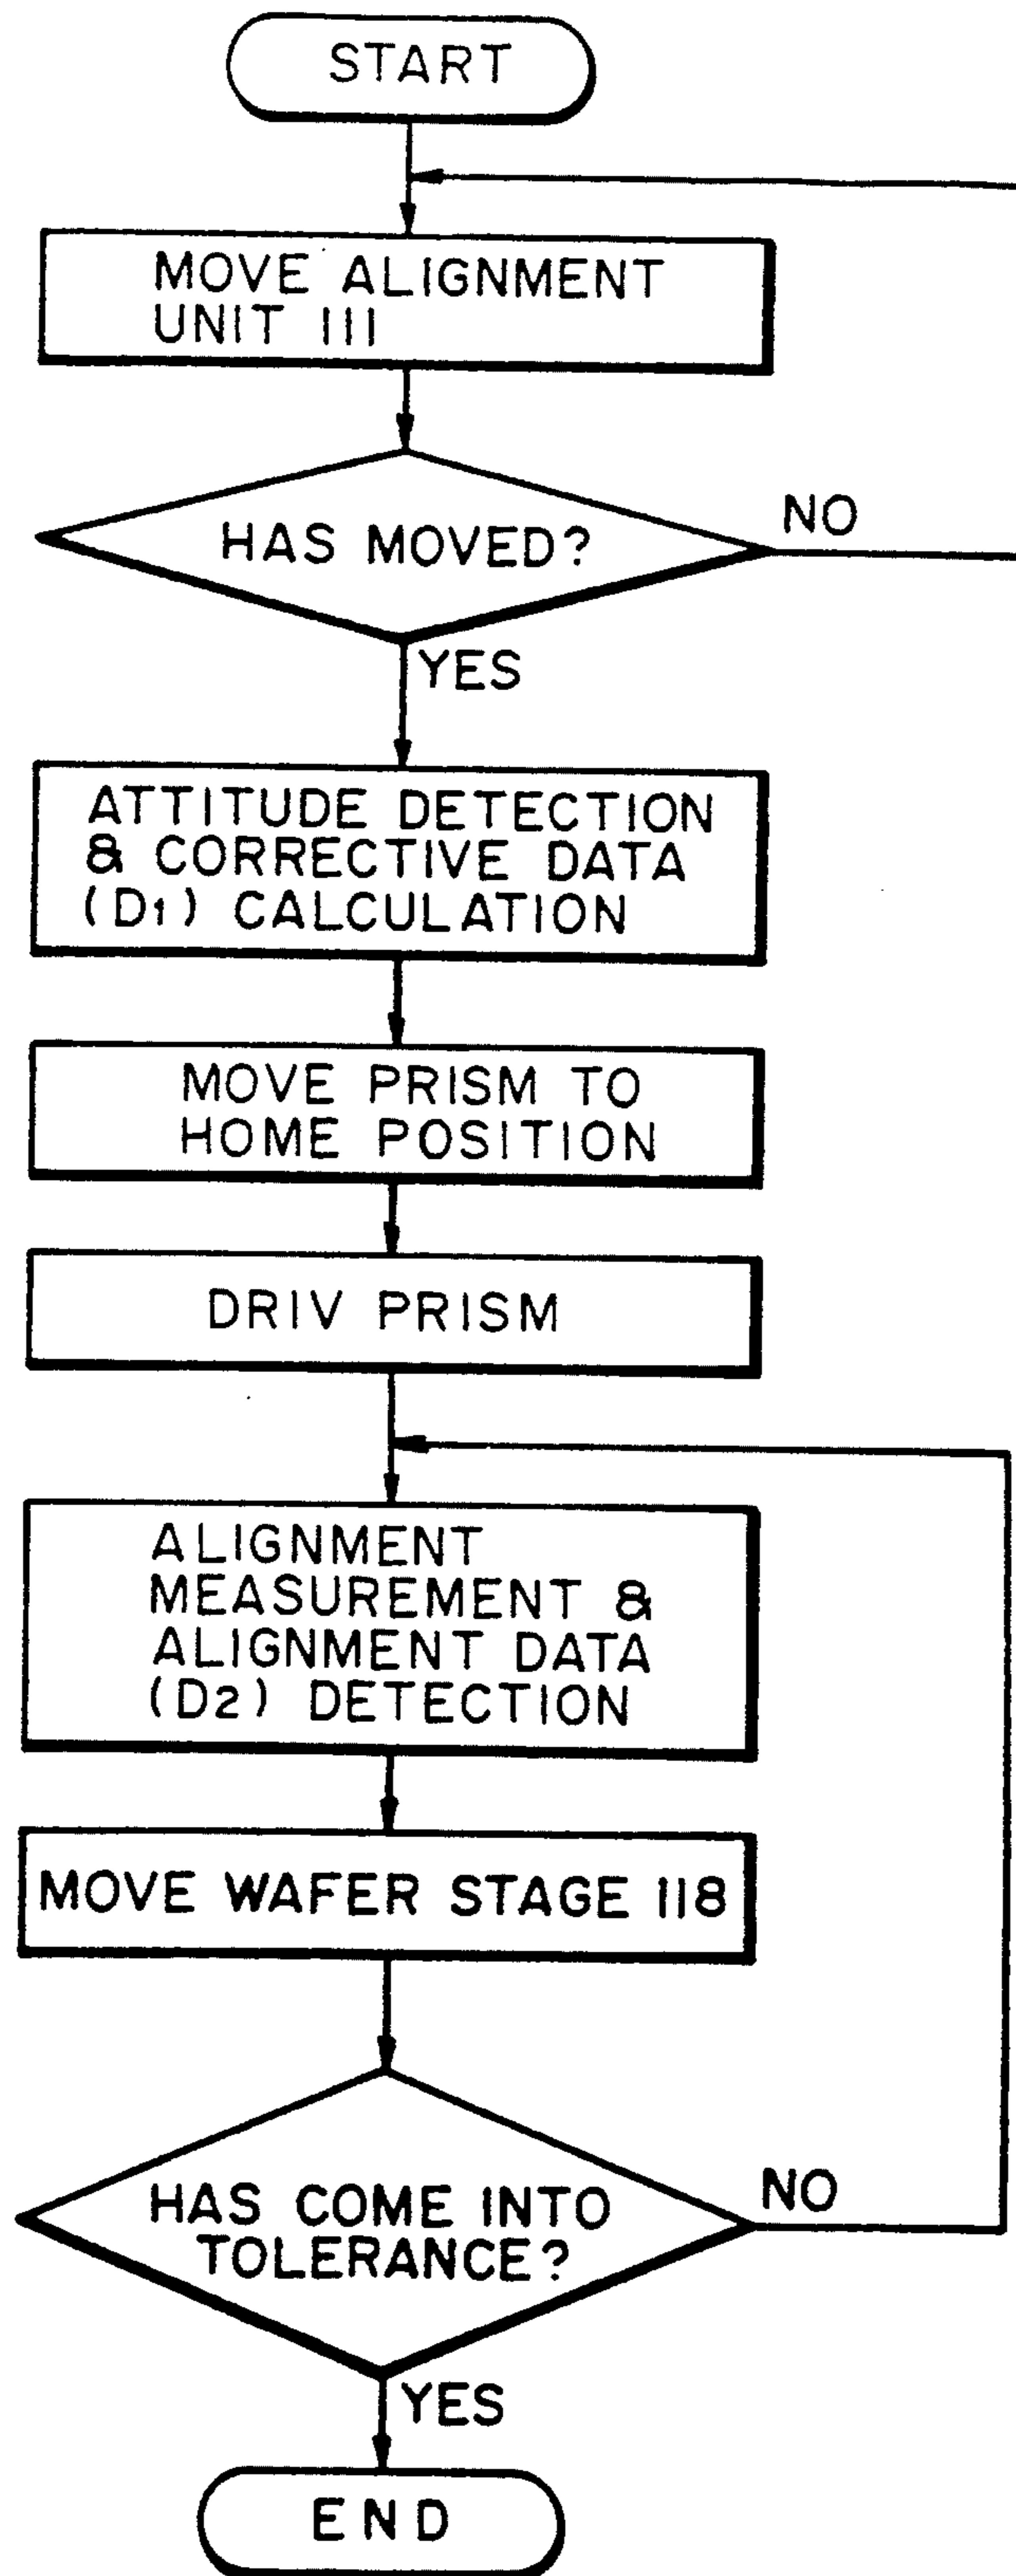 START
MOVE ALIGNMENT
UNIT 111
HAS MOVED?
NO
YES
ATTITUDE DETECTION
& CORRECTIVE DATA
(D1) CALCULATION
MOVE PRISM TO
HOME POSITION
DRIV PRISM
ALIGNMENT
MEASUREMENT &
ALIGNMENT DATA
(D2) DETECTION
MOVE WAFER STAGE 118
HAS COME INTO
TOLERANCE?
NO
YES
END